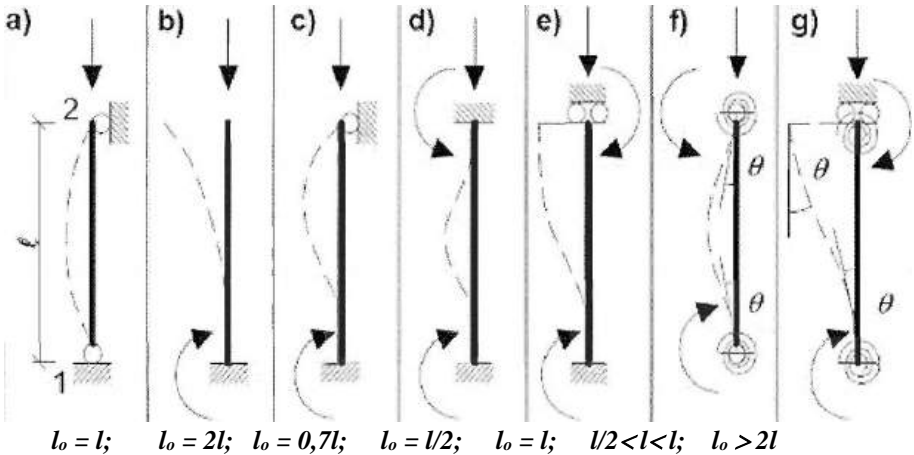 a) b) c) d) e) f) g)
2
θ θ
ℓ
θ θ
1
lₒ = l; lₒ = 2l; lₒ = 0,7l; lₒ = l/2; lₒ = l; l/2<l<l; lₒ >2l